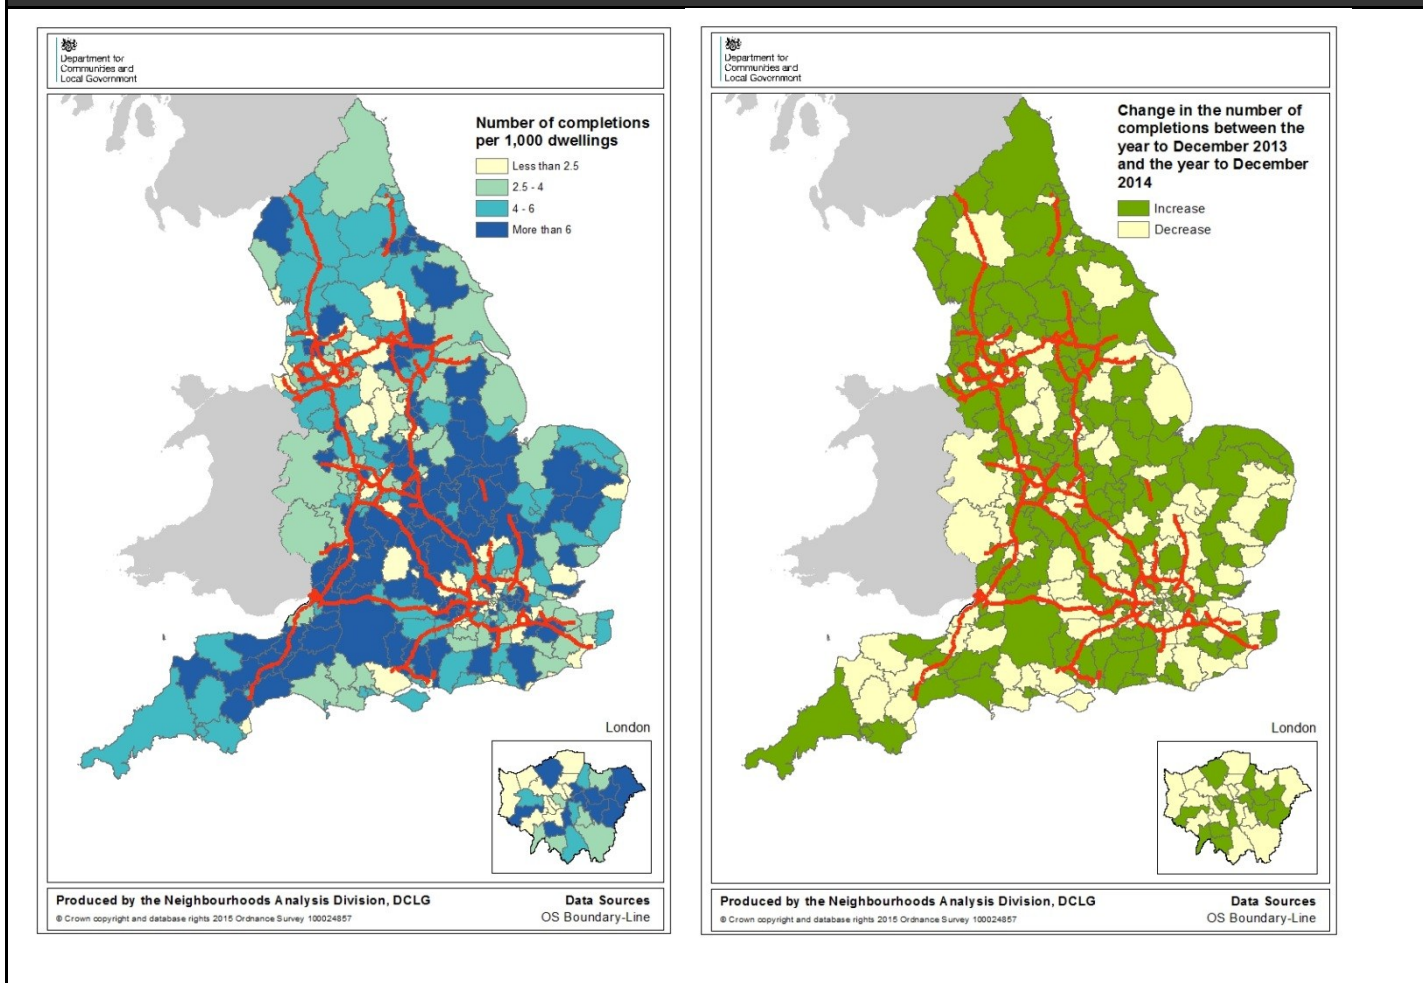 Department for
Communities and
Local Government
Number of completions
per 1,000 dwellings
Less than 2.5
2.5 - 4
4 - 6
More than 6
London
Produced by the Neighbourhoods Analysis Division, DCLG
© Crown copyright and database rights 2015 Ordnance Survey 100024857
Data Sources
OS Boundary-Line
Department for
Communities and
Local Government
Change in the number of
completions between the
year to December 2013
and the year to December
2014
Increase
Decrease
London
Produced by the Neighbourhoods Analysis Division, DCLG
© Crown copyright and database rights 2015 Ordnance Survey 100024857
Data Sources
OS Boundary-Line